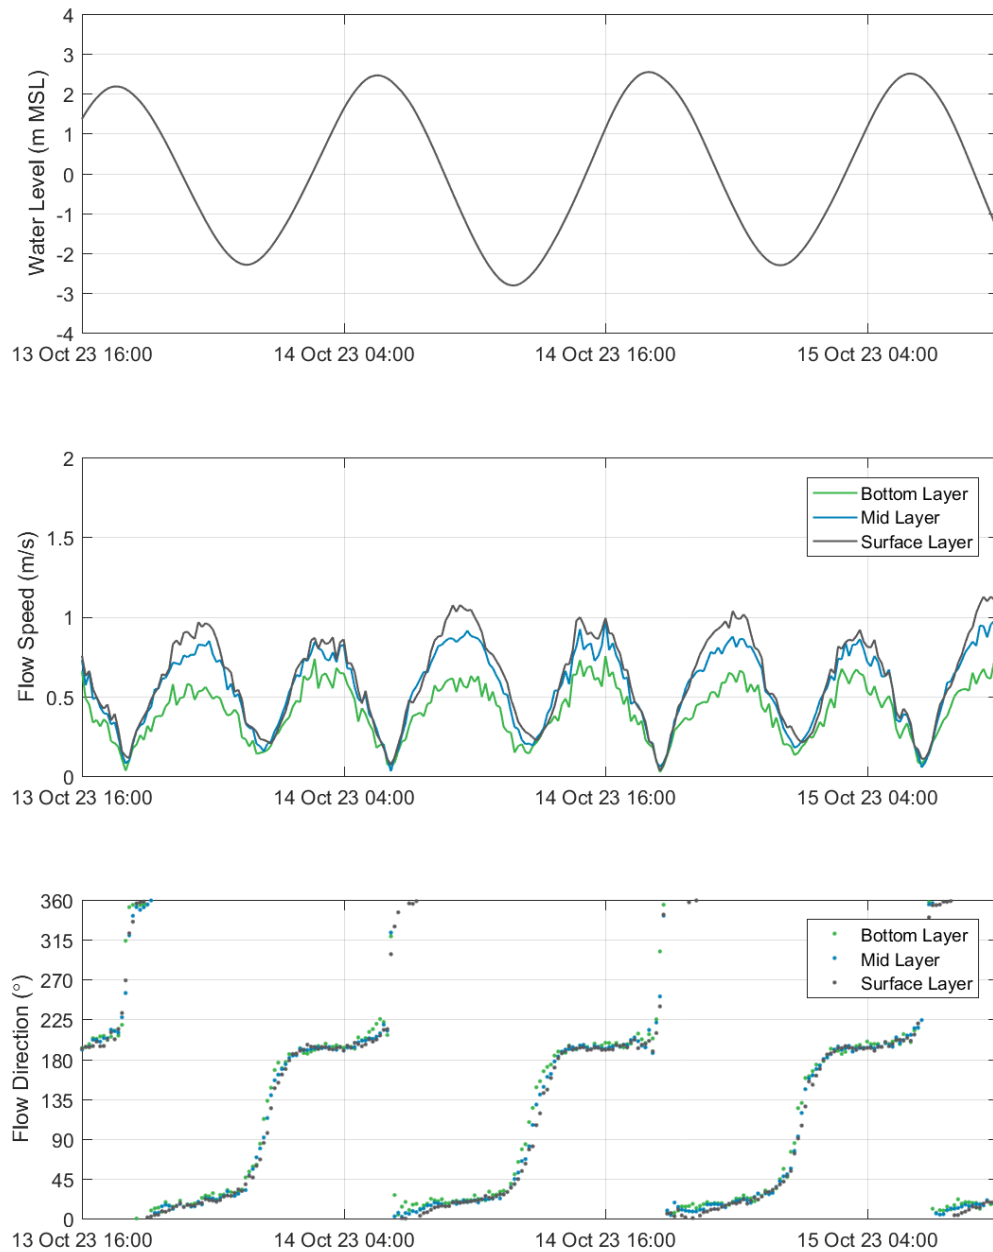 Water Level (m MSL)
4
3
2
1
0
-1
-2
-3
-4
13 Oct 23 16:00 14 Oct 23 04:00 14 Oct 23 16:00 15 Oct 23 04:00
Flow Speed (m/s)
2
1.5
1
0.5
0
Bottom Layer
Mid Layer
Surface Layer
13 Oct 23 16:00 14 Oct 23 04:00 14 Oct 23 16:00 15 Oct 23 04:00
Flow Direction (°)
360
315
270
225
180
135
90
45
0
Bottom Layer
Mid Layer
Surface Layer
13 Oct 23 16:00 14 Oct 23 04:00 14 Oct 23 16:00 15 Oct 23 04:00